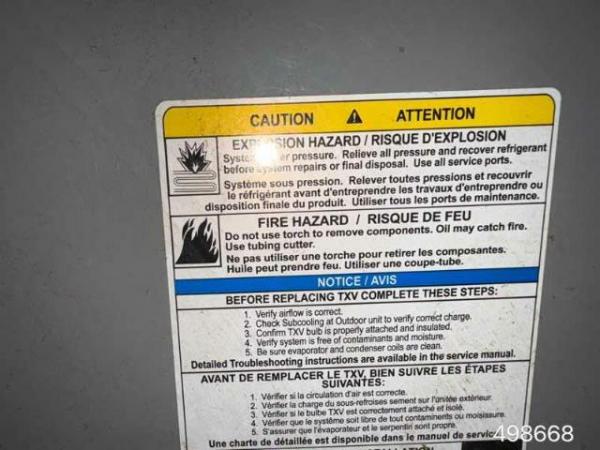 CAUTION ATTENTION
EXPLOSION HAZARD / RISQUE D'EXPLOSION
System under pressure. Relieve all pressure and recover refrigerant
before system repairs or final disposal. Use all service ports.
Système sous pression. Relever toutes pressions et recouvrir
le réfrigérant avant d'entreprendre les travaux d'entreprendre ou
disposition finale du produit. Utiliser tous les ports de maintenance.
FIRE HAZARD / RISQUE DE FEU
Do not use torch to remove components. Oil may catch fire.
Use tubing cutter.
Ne pas utiliser une torche pour retirer les composantes.
Huile peut prendre feu. Utiliser un coupe-tube.
NOTICE / AVIS
BEFORE REPLACING TXV COMPLETE THESE STEPS:
1. Verify airflow is correct.
2. Check Subcooling at Outdoor unit to verify correct charge.
3. Confirm TXV bulb is properly attached and insulated.
4. Verify system is free of contaminants and moisture.
5. Be sure evaporator and condenser coils are clean.
Detailed Troubleshooting instructions are available in the service manual.
AVANT DE REMPLACER LE TXV, BIEN SUIVRE LES ÉTAPES
SUIVANTES:
1. Vérifier si la circulation d'air est correcte.
2. Vérifier la charge du sous-refroises sement sur l'unitée extérieur.
3. Vérifier si le bulbe TXV est correctement attaché et isolé.
4. Vérifier que le système soit libre de tout contaminants ou moisissure.
5. S'assurer que l'évaporateur et le serpentin sont propre.
Une charte de détaillée est disponible dans le manuel de service
498668